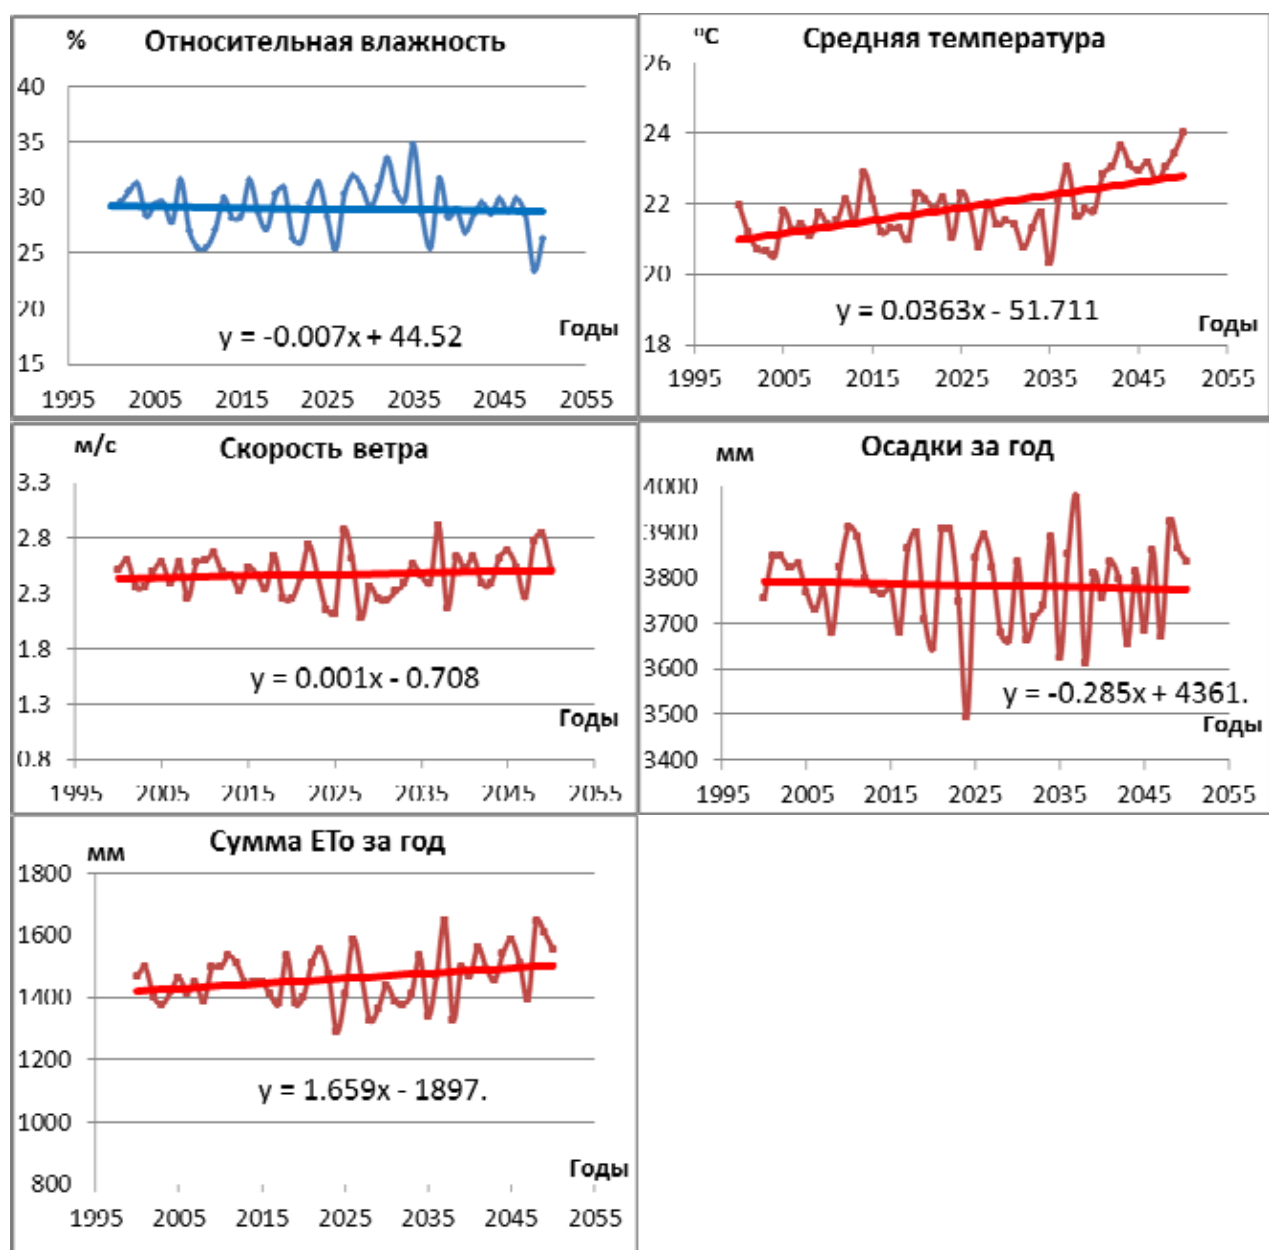 % Относительная влажность
40
35
30
25
20
15
y = -0.007x + 44.52
Годы
1995 2005 2015 2025 2035 2045 2055
ºC Средняя температура
26
24
22
20
18
y = 0.0363x - 51.711
Годы
1995 2005 2015 2025 2035 2045 2055
м/с Скорость ветра
3.3
2.8
2.3
1.8
1.3
0.8
y = 0.001x - 0.708
Годы
1995 2005 2015 2025 2035 2045 2055
мм Осадки за год
4000
3900
3800
3700
3600
3500
3400
y = -0.285x + 4361.
Годы
1995 2005 2015 2025 2035 2045 2055
мм Сумма ЕТо за год
1800
1600
1400
1200
1000
800
y = 1.659x - 1897.
Годы
1995 2005 2015 2025 2035 2045 2055